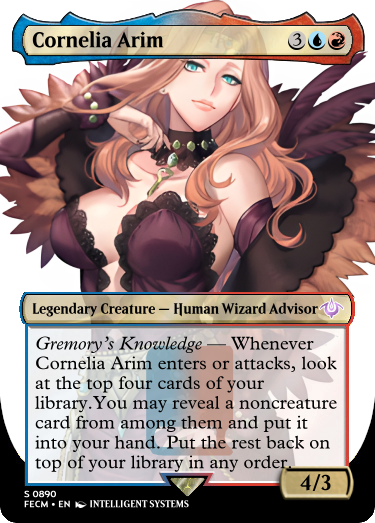 Cornelia Arim 3
Legendary Creature — Human Wizard Advisor
Gremory's Knowledge — Whenever
Cornelia Arim enters or attacks, look
at the top four cards of your
library.You may reveal a noncreature
card from among them and put it
into your hand. Put the rest back on
top of your library in any order.
4/3
S 0890
FECM • EN INTELLIGENT SYSTEMS